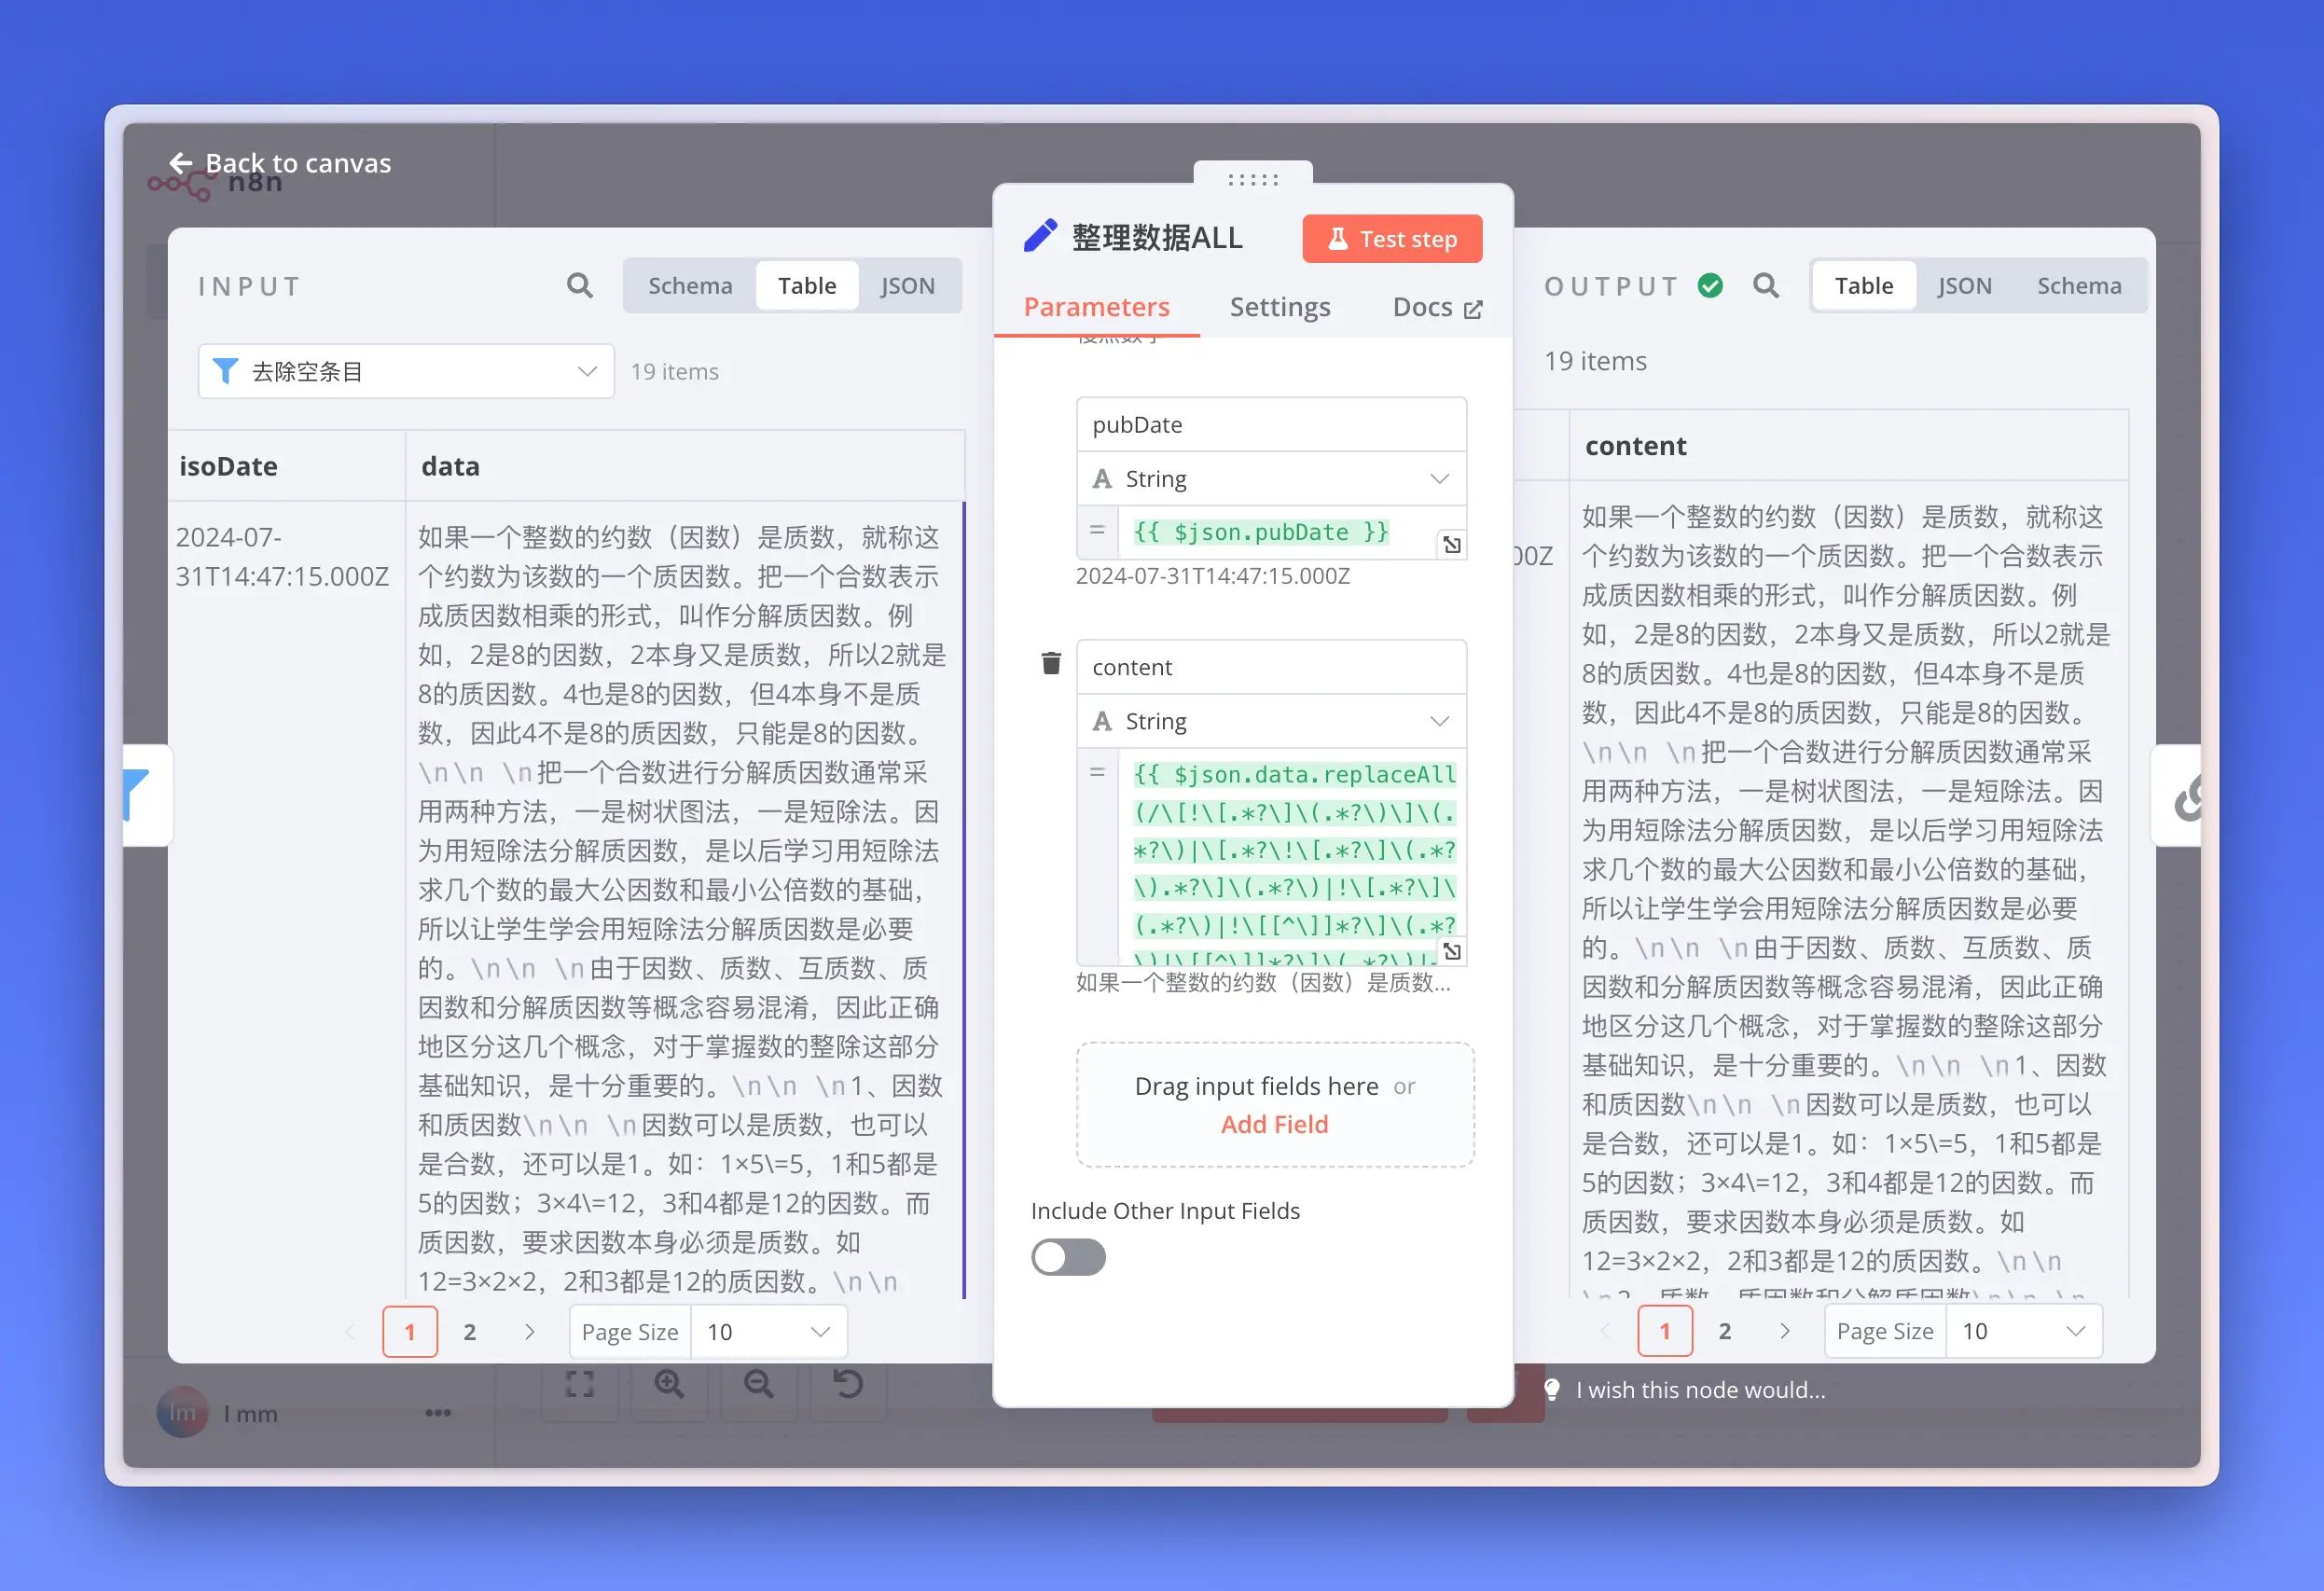 Back to canvas
n8n
INPUT
Schema
Table
JSON
去除空条目
19 items
isoDate
data
2024-07-
31T14:47:15.000Z
如果一个整数的约数（因数）是质数，就称这
个约数为该数的一个质因数。把一个合数表示
成质因数相乘的形式，叫作分解质因数。例
如，2是8的因数，2本身又是质数，所以2就是
8的质因数。4也是8的因数，但4本身不是质
数，因此4不是8的质因数，只能是8的因数。
\n\n \n把一个合数进行分解质因数通常采
用两种方法，一是树状图法，一是短除法。因
为用短除法分解质因数，是以后学习用短除法
求几个数的最大公因数和最小公倍数的基础，
所以让学生学会用短除法分解质因数是必要
的。\n\n \n由于因数、质数、互质数、质
因数和分解质因数等概念容易混淆，因此正确
地区分这几个概念，对于掌握数的整除这部分
基础知识，是十分重要的。\n\n \n1、因数
和质因数\n\n \n因数可以是质数，也可以
是合数，还可以是1。如：1×5\=5，1和5都是
5的因数；3×4\=12，3和4都是12的因数。而
质因数，要求因数本身必须是质数。如
12=3×2×2，2和3都是12的质因数。\n\n
1
2
Page Size
10
整理数据ALL
Test step
Parameters
Settings
Docs
pubDate
String
=
{{ $json.pubDate }}
2024-07-31T14:47:15.000Z
content
String
=
{{ $json.data.replaceAll
(/\[!\[.*?\]\(.*?\)\]\(.
*?\)|\[.*?\!\[.*?\]\(.*?
\).*?\]\(.*?\)|!\[.*?\]\
(.*?\)|!\[[^\]]*?\]\(.*?
\)|\[[^\]]*?\]\(.*?\)|
如果一个整数的约数（因数）是质数...
Drag input fields here or
Add Field
Include Other Input Fields
OUTPUT
Table
JSON
Schema
19 items
content
00Z
如果一个整数的约数（因数）是质数，就称这
个约数为该数的一个质因数。把一个合数表示
成质因数相乘的形式，叫作分解质因数。例
如，2是8的因数，2本身又是质数，所以2就是
8的质因数。4也是8的因数，但4本身不是质
数，因此4不是8的质因数，只能是8的因数。
\n\n \n把一个合数进行分解质因数通常采
用两种方法，一是树状图法，一是短除法。因
为用短除法分解质因数，是以后学习用短除法
求几个数的最大公因数和最小公倍数的基础，
所以让学生学会用短除法分解质因数是必要
的。\n\n \n由于因数、质数、互质数、质
因数和分解质因数等概念容易混淆，因此正确
地区分这几个概念，对于掌握数的整除这部分
基础知识，是十分重要的。\n\n \n1、因数
和质因数\n\n \n因数可以是质数，也可以
是合数，还可以是1。如：1×5\=5，1和5都是
5的因数；3×4\=12，3和4都是12的因数。而
质因数，要求因数本身必须是质数。如
12=3×2×2，2和3都是12的质因数。\n\n
\n2、质数、质因数和分解质因数\n\n \n
1
2
Page Size
10
I wish this node would...
lm
l mm